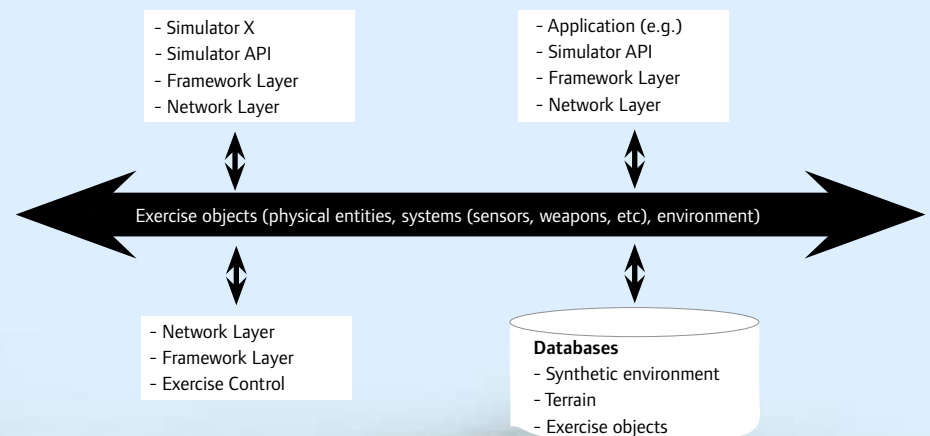 - Simulator X
- Simulator API
- Framework Layer
- Network Layer
- Application (e.g.)
- Simulator API
- Framework Layer
- Network Layer
Exercise objects (physical entities, systems (sensors, weapons, etc), environment)
- Network Layer
- Framework Layer
- Exercise Control
Databases
- Synthetic environment
- Terrain
- Exercise objects